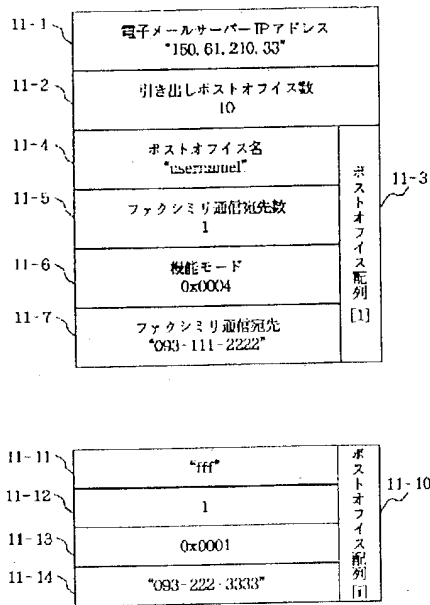 11-1
電子メールサーバーIPアドレス
"150.61.210.33"
11-2
引き出しポストオフイス数
10
11-3
ポストオフイス配列[1]
11-4
ポストオフイス名
"username1"
11-5
ファクシミリ通信宛先数
1
11-6
機能モード
0x0004
11-7
ファクシミリ通信宛先
"093-111-2222"
11-10
ポストオフイス配列[i]
11-11
"fff"
11-12
1
11-13
0x0001
11-14
"093-222-3333"